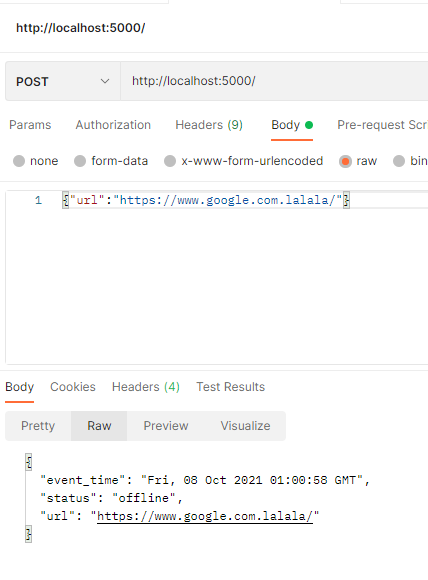 http://localhost:5000/
POST http://localhost:5000/
Params Authorization Headers (9) Body Pre-request Scr
none form-data x-www-form-urlencoded raw bin
1 {"url":"https://www.google.com.lalala/"}
Body Cookies Headers (4) Test Results
Pretty Raw Preview Visualize
{
"event_time": "Fri, 08 Oct 2021 01:00:58 GMT",
"status": "offline",
"url": "https://www.google.com.lalala/"
}